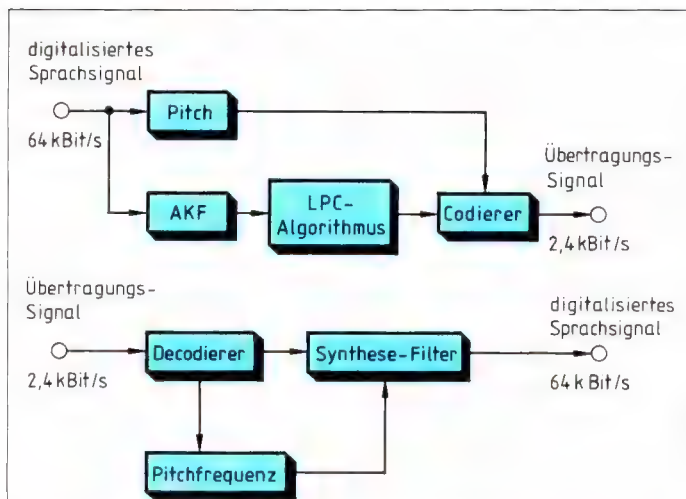 digitalisiertes
Sprachsignal
64 kBit/s
Pitch
AKF
LPC-
Algorithmus
Codierer
Übertragungs-
Signal
2,4 kBit/s
Übertragungs-
Signal
2,4 kBit/s
Decodierer
Synthese-Filter
Pitchfrequenz
digitalisiertes
Sprachsignal
64 k Bit/s